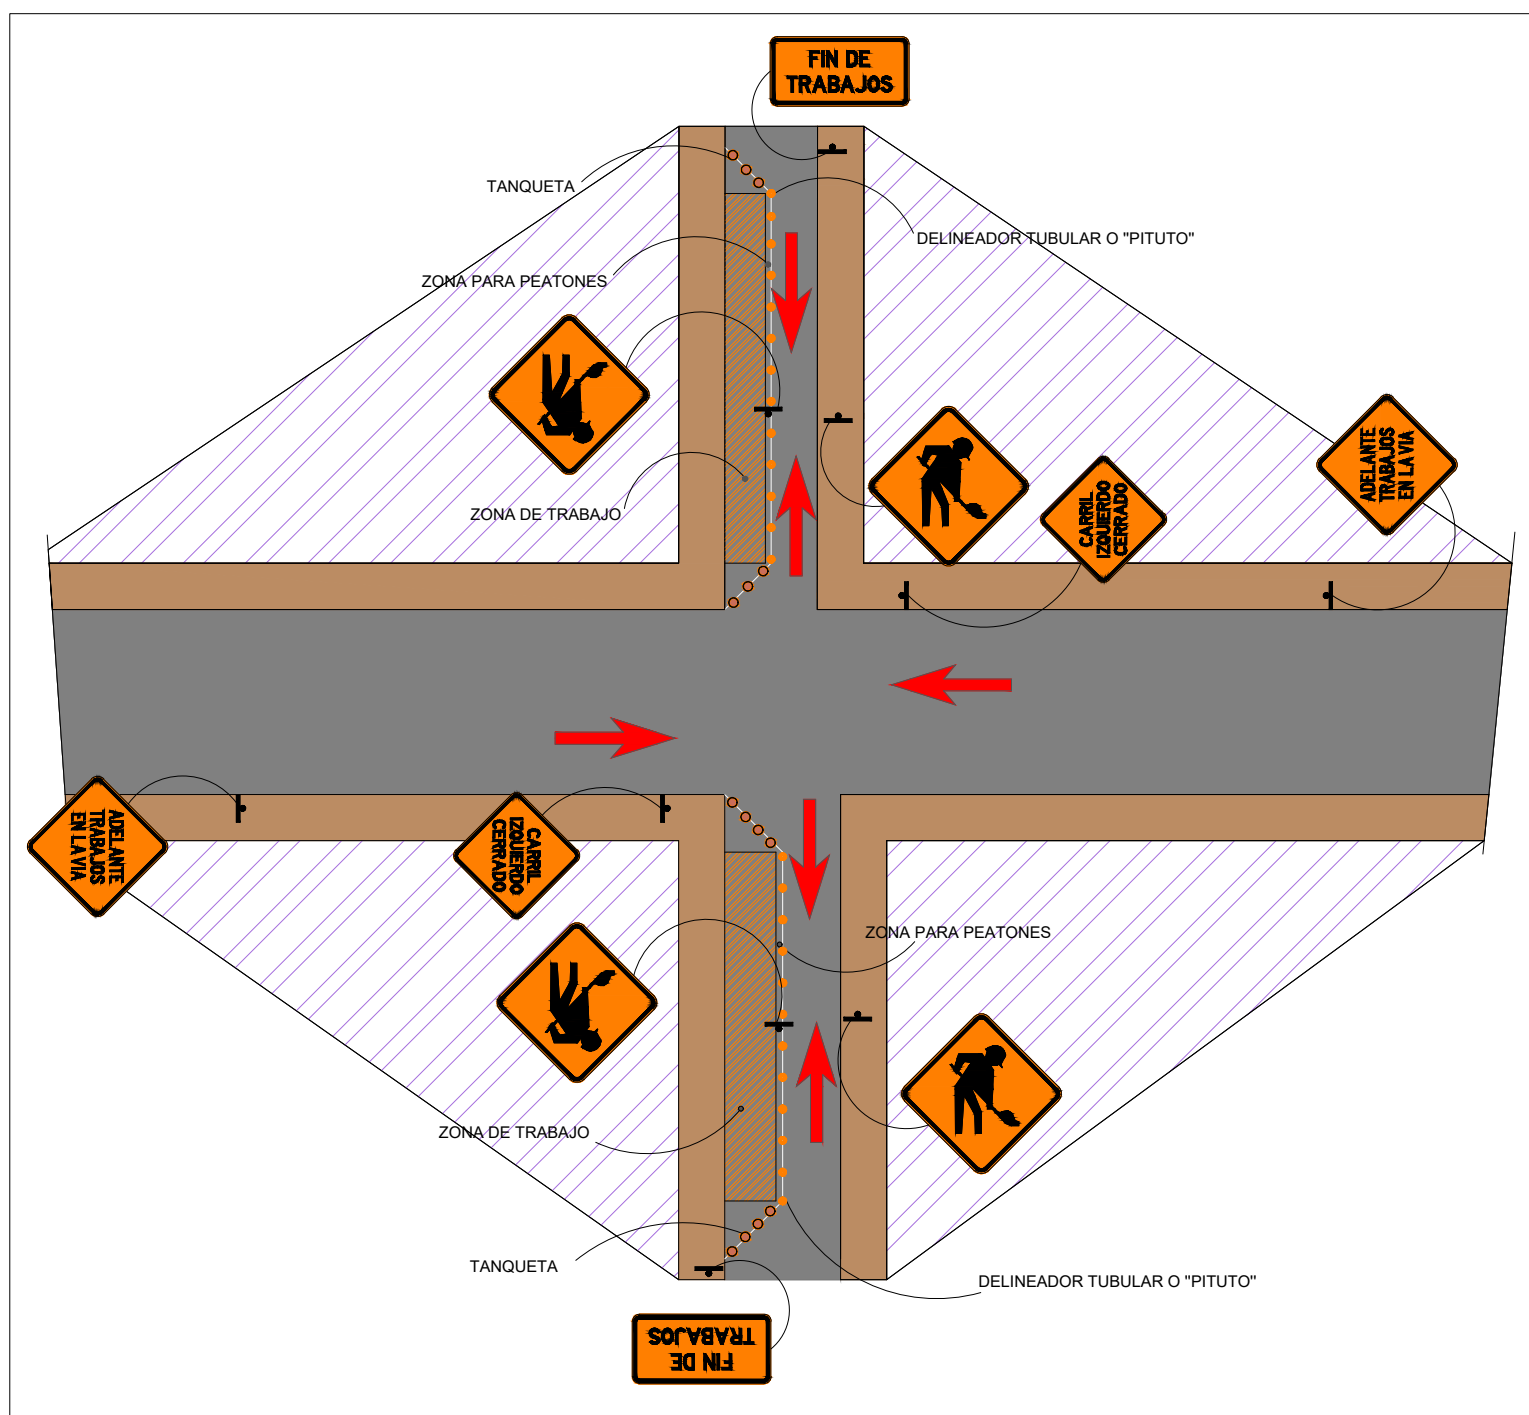 FIN DE
TRABAJOS
TANQUETA
DELINEADOR TUBULAR O "PITUTO"
ZONA PARA PEATONES
ZONA DE TRABAJO
CARRIL
IZQUIERDO
CERRADO
ADELANTE
TRABAJOS
EN LA VIA
ADELANTE
TRABAJOS
EN LA VIA
CARRIL
IZQUIERDO
CERRADO
ZONA PARA PEATONES
ZONA DE TRABAJO
TANQUETA
DELINEADOR TUBULAR O "PITUTO"
FIN DE
TRABAJOS